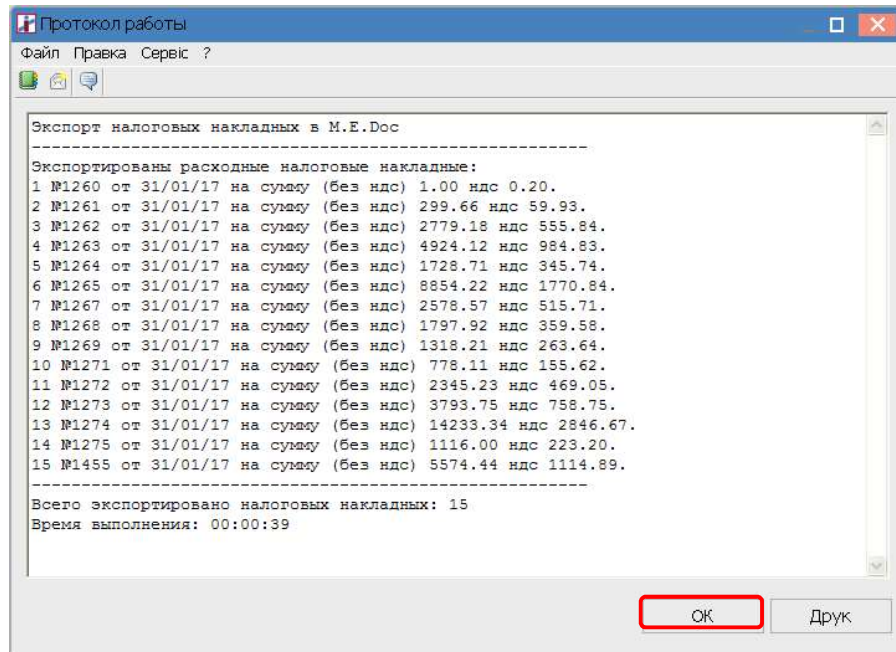 Протокол работы
Файл Правка Сервіс ?
Экспорт налоговых накладных в M.E.Doc
------------------------------------------------------------
Экспортированы расходные налоговые накладные:
1 №1260 от 31/01/17 на сумму (без ндс) 1.00 ндс 0.20.
2 №1261 от 31/01/17 на сумму (без ндс) 299.66 ндс 59.93.
3 №1262 от 31/01/17 на сумму (без ндс) 2779.18 ндс 555.84.
4 №1263 от 31/01/17 на сумму (без ндс) 4924.12 ндс 984.83.
5 №1264 от 31/01/17 на сумму (без ндс) 1728.71 ндс 345.74.
6 №1265 от 31/01/17 на сумму (без ндс) 8854.22 ндс 1770.84.
7 №1267 от 31/01/17 на сумму (без ндс) 2578.57 ндс 515.71.
8 №1268 от 31/01/17 на сумму (без ндс) 1797.92 ндс 359.58.
9 №1269 от 31/01/17 на сумму (без ндс) 1318.21 ндс 263.64.
10 №1271 от 31/01/17 на сумму (без ндс) 778.11 ндс 155.62.
11 №1272 от 31/01/17 на сумму (без ндс) 2345.23 ндс 469.05.
12 №1273 от 31/01/17 на сумму (без ндс) 3793.75 ндс 758.75.
13 №1274 от 31/01/17 на сумму (без ндс) 14233.34 ндс 2846.67.
14 №1275 от 31/01/17 на сумму (без ндс) 1116.00 ндс 223.20.
15 №1455 от 31/01/17 на сумму (без ндс) 5574.44 ндс 1114.89.
------------------------------------------------------------
Всего экспортировано налоговых накладных: 15
Время выполнения: 00:00:39
ОК Друк